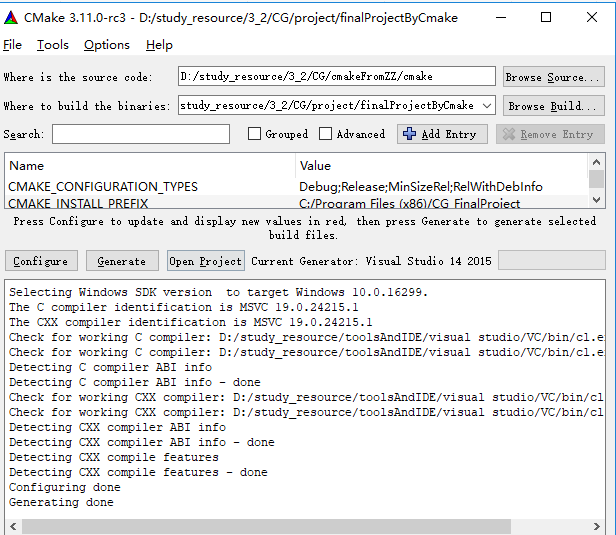 CMake 3.11.0-rc3 - D:/study_resource/3_2/CG/project/finalProjectByCmake
File Tools Options Help
Where is the source code: D:/study_resource/3_2/CG/cmakeFromZZ/cmake Browse Source...
Where to build the binaries: study_resource/3_2/CG/project/finalProjectByCmake Browse Build...
Search: Grouped Advanced Add Entry Remove Entry
Name Value
CMAKE_CONFIGURATION_TYPES Debug;Release;MinSizeRel;RelWithDebInfo
CMAKE_INSTALL_PREFIX C:/Program Files (x86)/CG_FinalProject
Press Configure to update and display new values in red, then press Generate to generate selected
build files.
Configure Generate Open Project Current Generator: Visual Studio 14 2015
Selecting Windows SDK version  to target Windows 10.0.16299.
The C compiler identification is MSVC 19.0.24215.1
The CXX compiler identification is MSVC 19.0.24215.1
Check for working C compiler: D:/study_resource/toolsAndIDE/visual studio/VC/bin/cl.e
Check for working C compiler: D:/study_resource/toolsAndIDE/visual studio/VC/bin/cl.e
Detecting C compiler ABI info
Detecting C compiler ABI info - done
Check for working CXX compiler: D:/study_resource/toolsAndIDE/visual studio/VC/bin/cl
Check for working CXX compiler: D:/study_resource/toolsAndIDE/visual studio/VC/bin/cl
Detecting CXX compiler ABI info
Detecting CXX compiler ABI info - done
Detecting CXX compile features
Detecting CXX compile features - done
Configuring done
Generating done